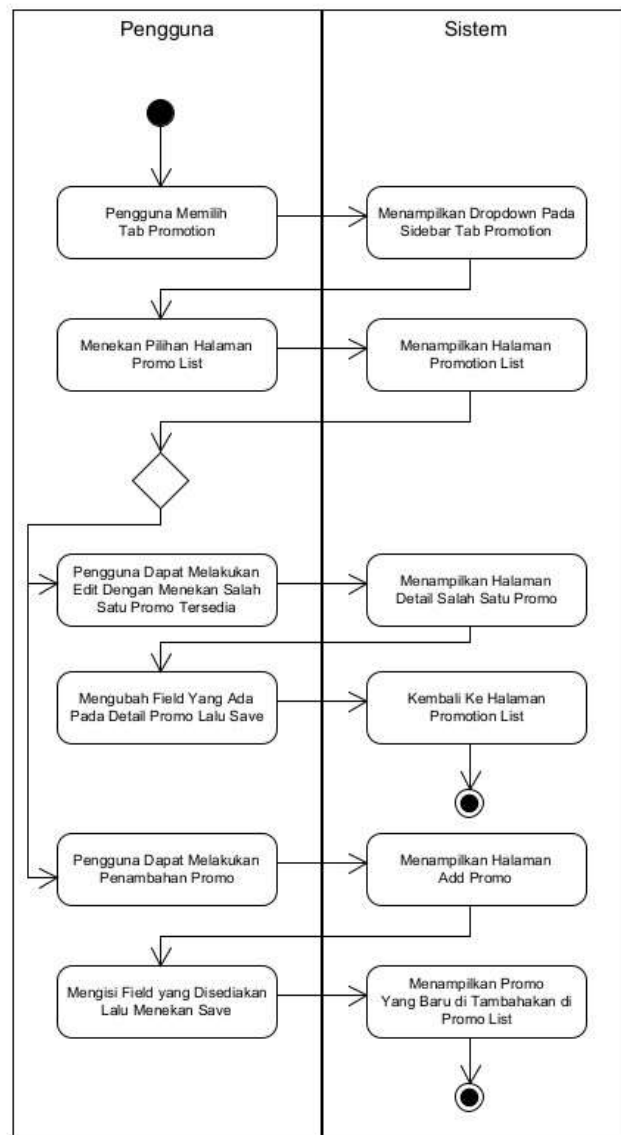 Pengguna
Sistem
Pengguna Memilih
Tab Promotion
Menampilkan Dropdown Pada
Sidebar Tab Promotion
Menekan Pilihan Halaman
Promo List
Menampilkan Halaman
Promotion List
Pengguna Dapat Melakukan
Edit Dengan Menekan Salah
Satu Promo Tersedia
Menampilkan Halaman
Detail Salah Satu Promo
Mengubah Field Yang Ada
Pada Detail Promo Lalu Save
Kembali Ke Halaman
Promotion List
Pengguna Dapat Melakukan
Penambahan Promo
Menampilkan Halaman
Add Promo
Mengisi Field yang Disediakan
Lalu Menekan Save
Menampilkan Promo
Yang Baru di Tambahakan di
Promo List